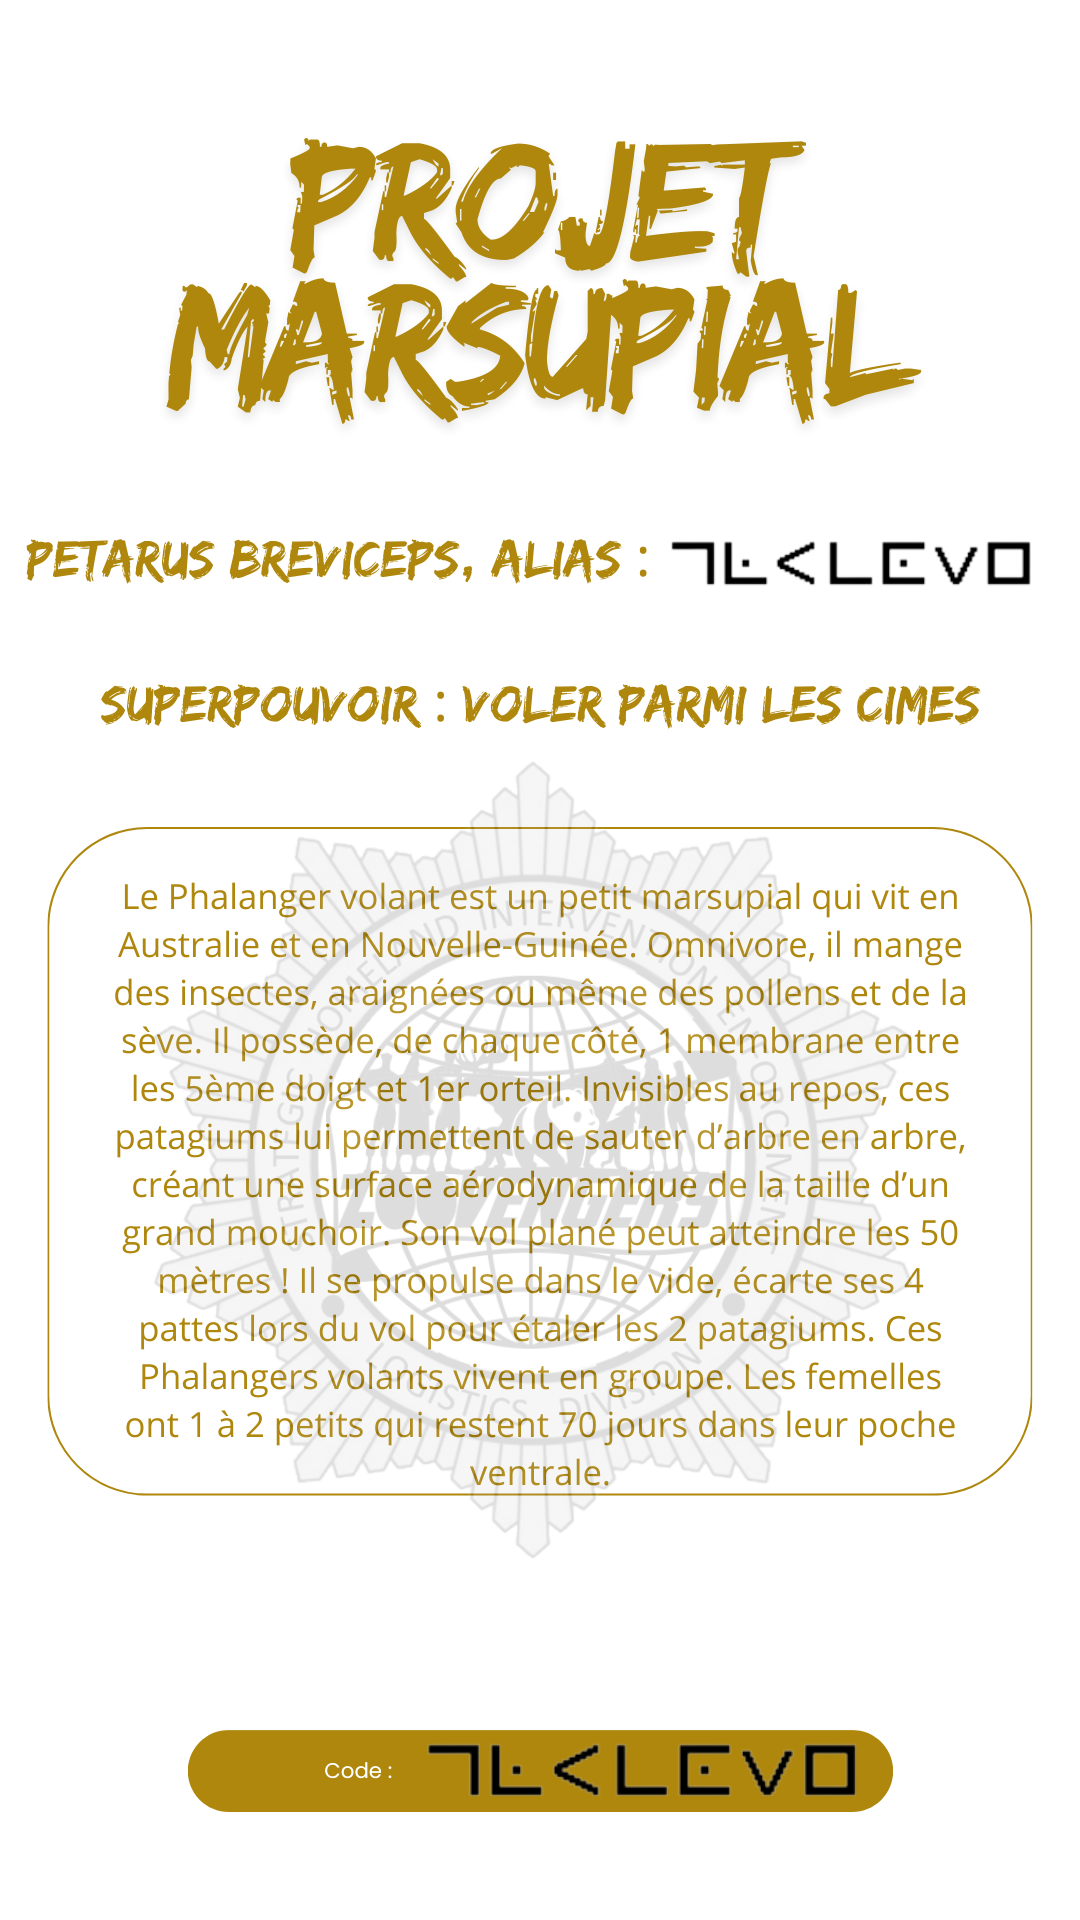 PROJET
MARSUPIAL
PETARUS BREVICEPS, ALIAS :
SUPERPOUVOIR : VOLER PARMI LES CIMES
Le Phalanger volant est un petit marsupial qui vit en
Australie et en Nouvelle-Guinée. Omnivore, il mange
des insectes, araignées ou même des pollens et de la
sève. Il possède, de chaque côté, 1 membrane entre
les 5ème doigt et 1er orteil. Invisibles au repos, ces
patagiums lui permettent de sauter d’arbre en arbre,
créant une surface aérodynamique de la taille d’un
grand mouchoir. Son vol plané peut atteindre les 50
mètres ! Il se propulse dans le vide, écarte ses 4
pattes lors du vol pour étaler les 2 patagiums. Ces
Phalangers volants vivent en groupe. Les femelles
ont 1 à 2 petits qui restent 70 jours dans leur poche
ventrale.
STRATEGIC HOMELAND INTERVENTION ENFORCMENT
LOGISTICS DIVISON
Code :